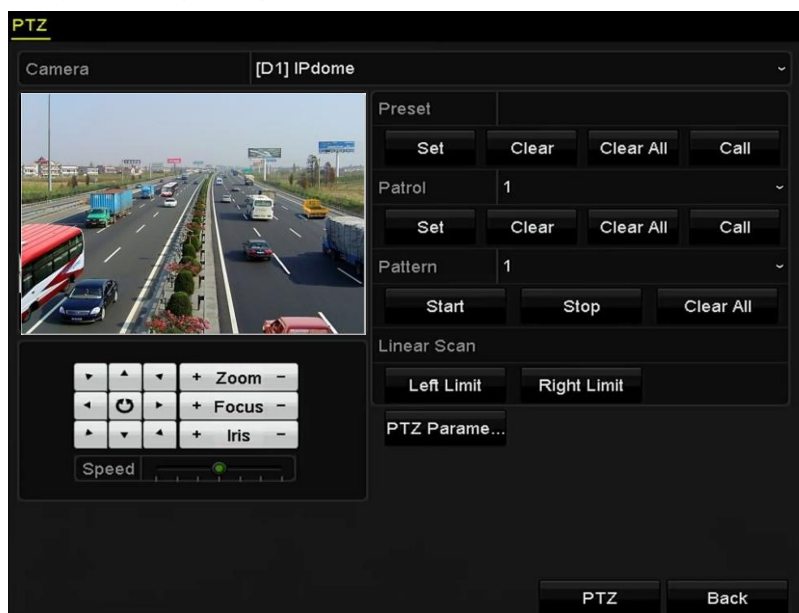 PTZ
Camera [D1] IPdome
Preset
Set Clear Clear All Call
Patrol 1
Set Clear Clear All Call
Pattern 1
Start Stop Clear All
Linear Scan
Left Limit Right Limit
PTZ Parame...
+ Zoom -
+ Focus -
+ Iris -
Speed
PTZ Back